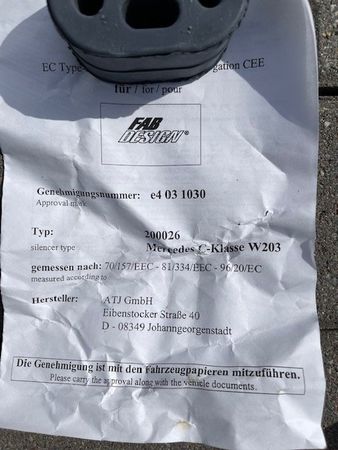 EC Type
gation CEE
für / for / pour
FAB
DESIGN®
Genehmigungsnummer: e4 03 1030
Approval mark
Typ: 200026
silencer type Mercedes C-Klasse W203
gemessen nach: 70/157/EEC - 81/334/EEC - 96/20/EC
measured according to
Hersteller: ATJ GmbH
Eibenstocker Straße 40
D - 08349 Johanngeorgenstadt
Die Genehmigung ist mit den Fahrzeugpapieren mitzuführen.
Please carry the approval along with the vehicle documents.